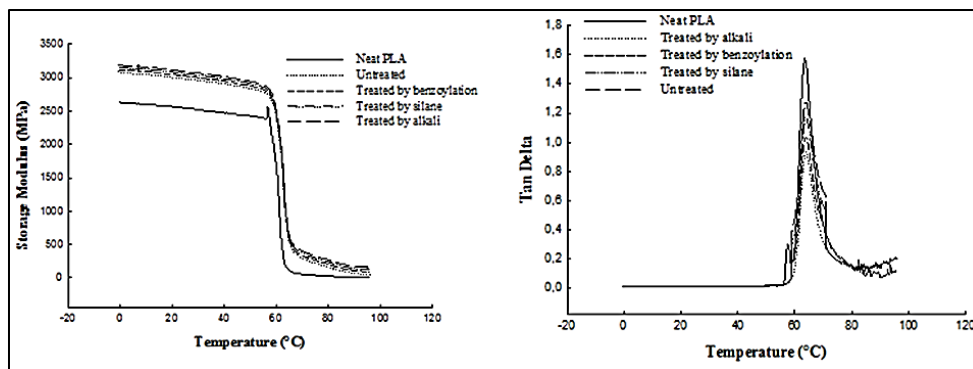 3500
3000
2500
2000
1500
1000
500
0
Storage Modulus (MPa)
Neat PLA
Untreated
Treated by benzoylation
Treated by silane
Treated by alkali
-20 0 20 40 60 80 100 120
Temperature (°C)
1,8
1,6
1,4
1,2
1,0
0,8
0,6
0,4
0,2
0,0
Tan Delta
Neat PLA
Treated by alkali
Treated by benzoylation
Treated by silane
Untreated
-20 0 20 40 60 80 100 120
Temperature (°C)